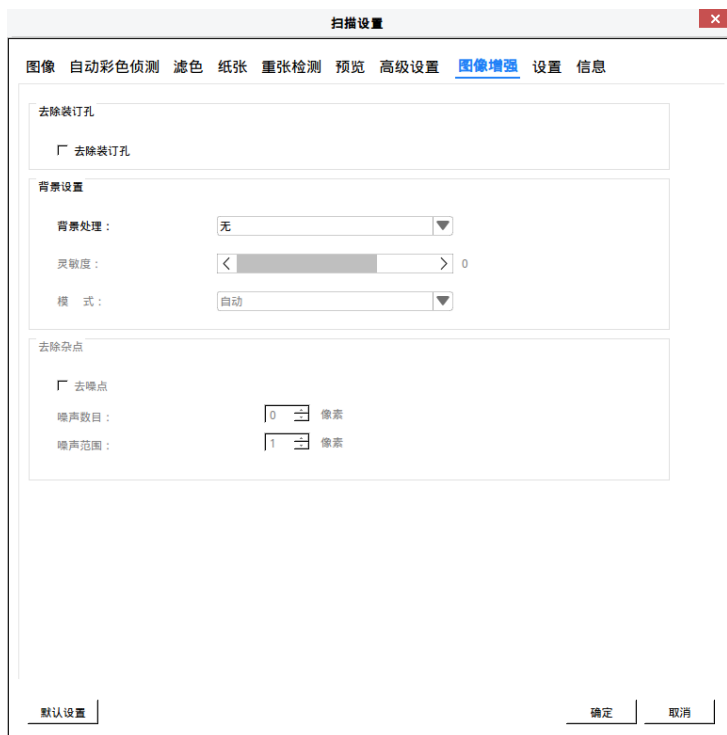 扫描设置
图像 自动彩色侦测 滤色 纸张 重张检测 预览 高级设置 图像增强 设置 信息
去除装订孔
去除装订孔
背景设置
背景处理： 无
灵敏度： 0
模 式： 自动
去除杂点
去噪点
噪声数目： 0 像素
噪声范围： 1 像素
默认设置 确定 取消